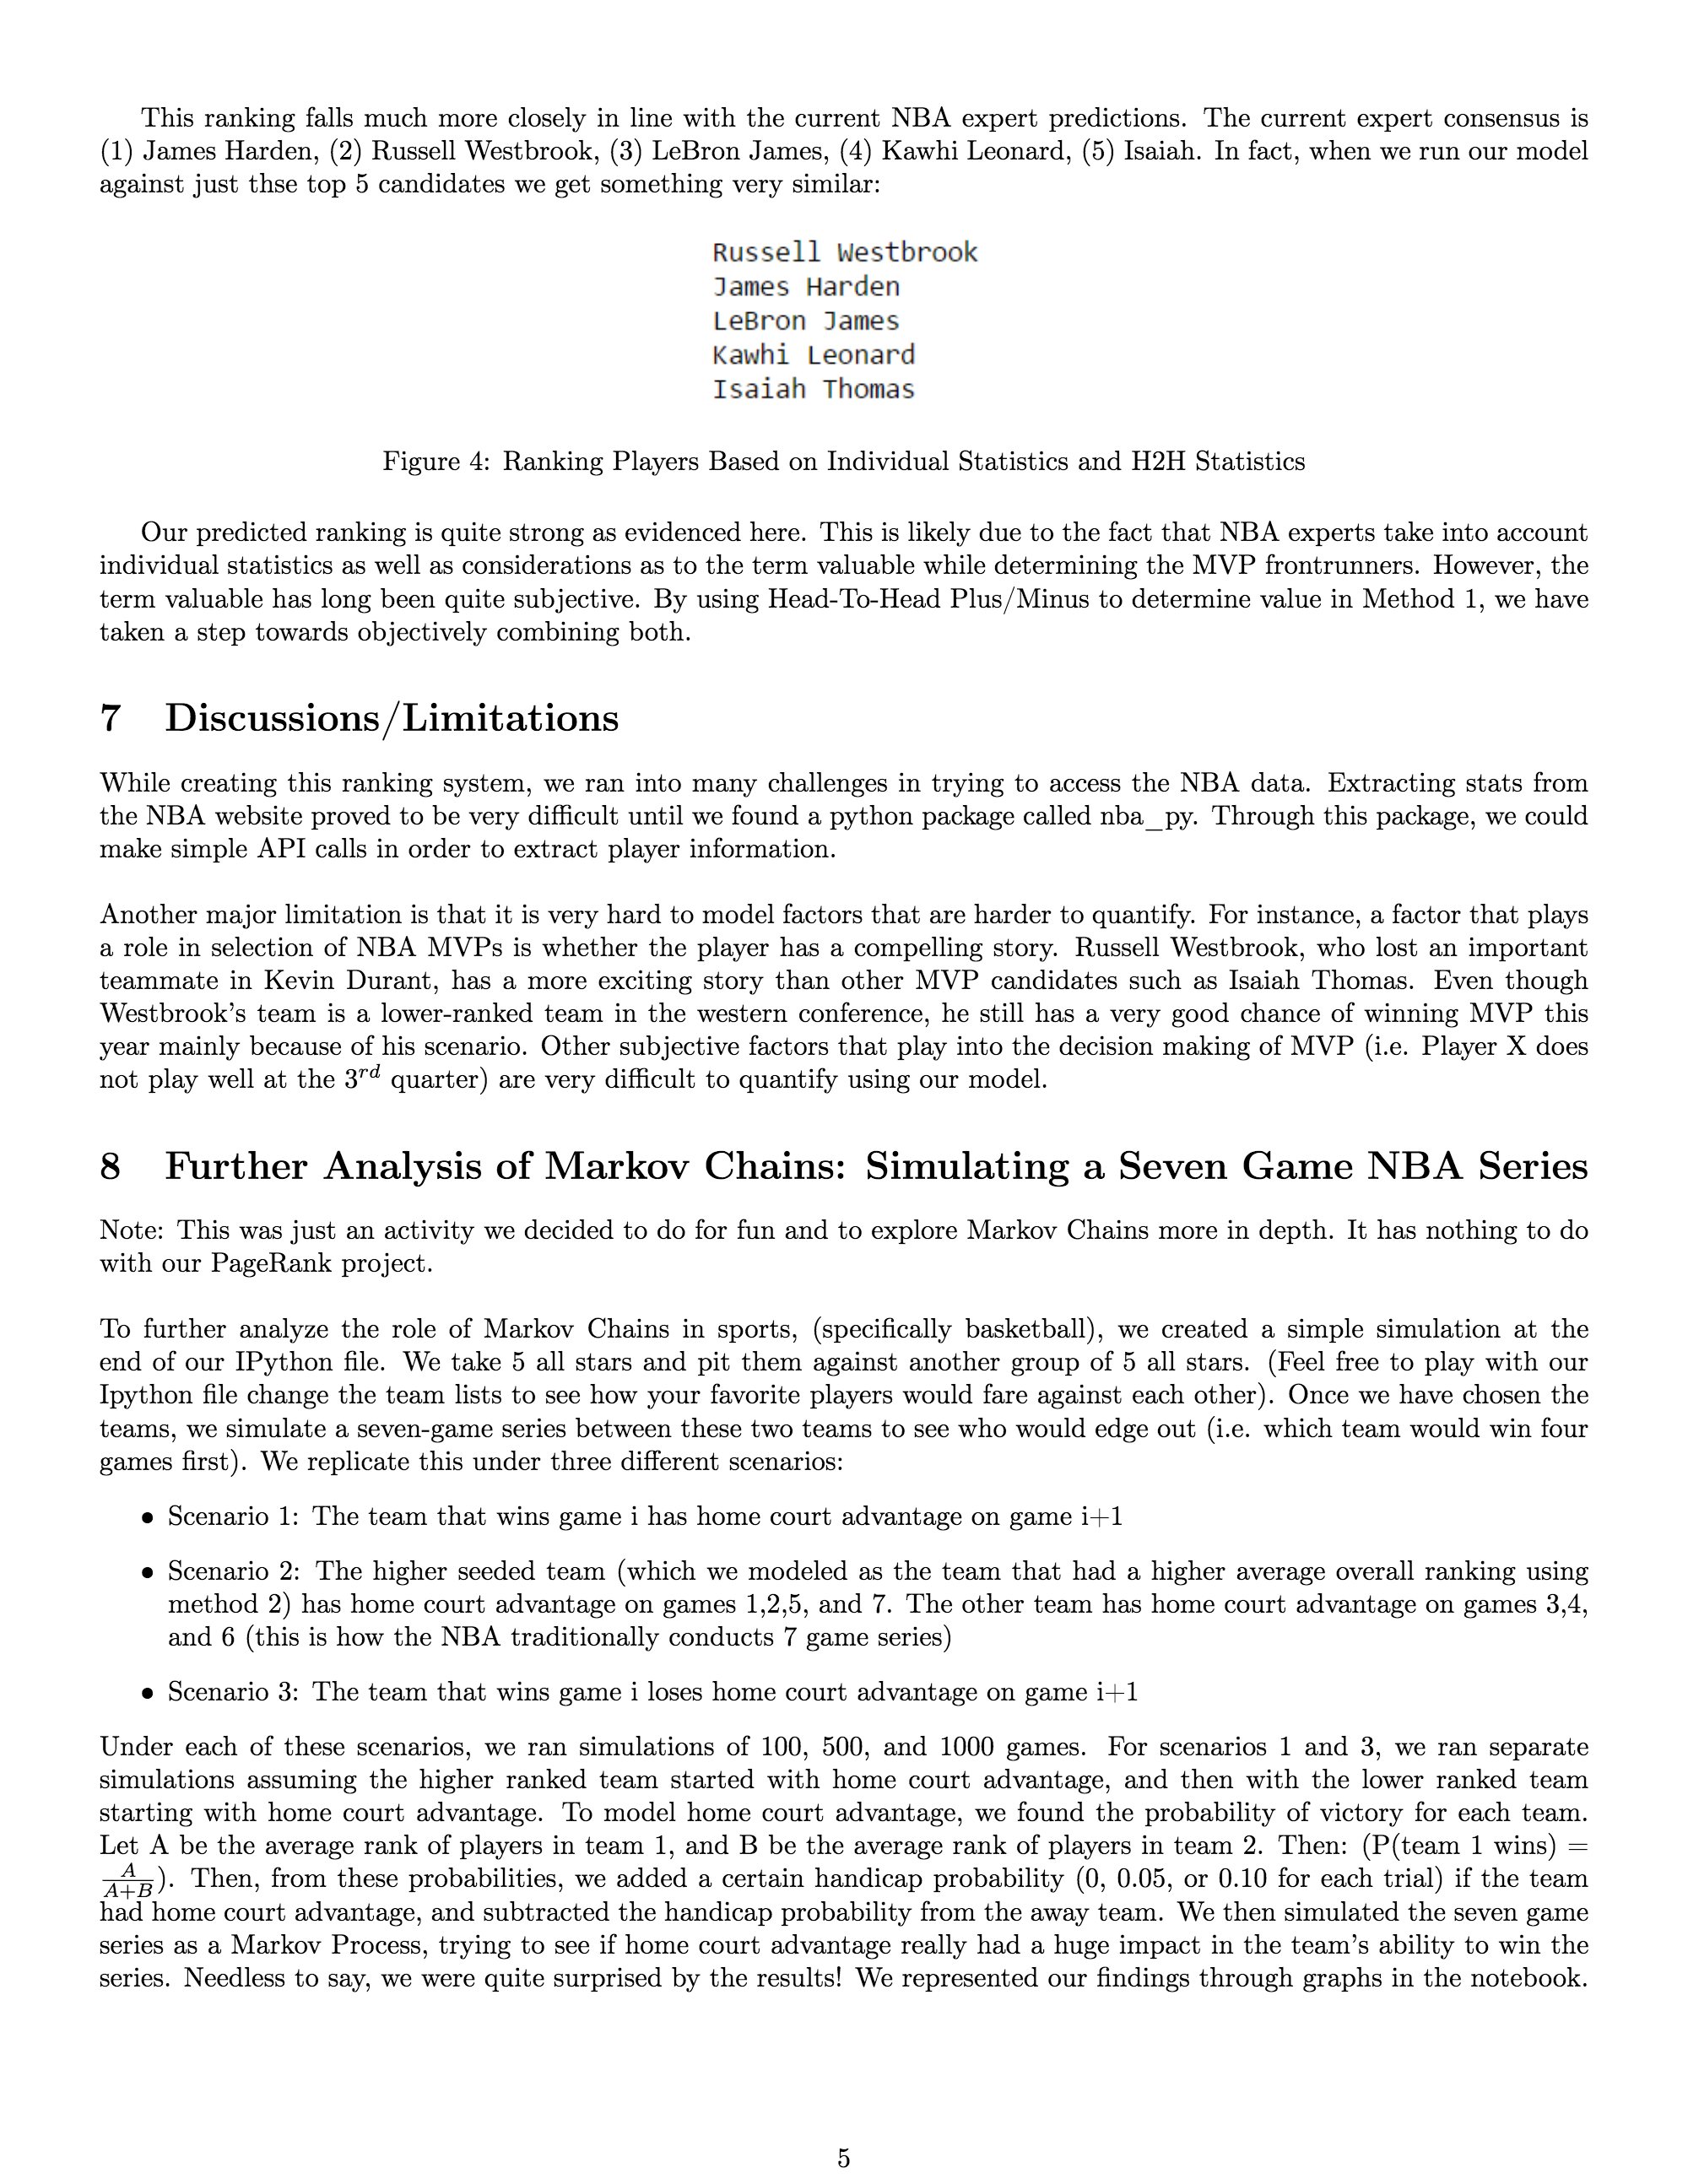 This ranking falls much more closely in line with the current NBA expert predictions. The current expert consensus is
(1) James Harden, (2) Russell Westbrook, (3) LeBron James, (4) Kawhi Leonard, (5) Isaiah. In fact, when we run our model
against just thse top 5 candidates we get something very similar:
Russell Westbrook
James Harden
LeBron James
Kawhi Leonard
Isaiah Thomas
Figure 4: Ranking Players Based on Individual Statistics and H2H Statistics
Our predicted ranking is quite strong as evidenced here. This is likely due to the fact that NBA experts take into account
individual statistics as well as considerations as to the term valuable while determining the MVP frontrunners. However, the
term valuable has long been quite subjective. By using Head-To-Head Plus/Minus to determine value in Method 1, we have
taken a step towards objectively combining both.
7 Discussions/Limitations
While creating this ranking system, we ran into many challenges in trying to access the NBA data. Extracting stats from
the NBA website proved to be very difficult until we found a python package called nba_py. Through this package, we could
make simple API calls in order to extract player information.
Another major limitation is that it is very hard to model factors that are harder to quantify. For instance, a factor that plays
a role in selection of NBA MVPs is whether the player has a compelling story. Russell Westbrook, who lost an important
teammate in Kevin Durant, has a more exciting story than other MVP candidates such as Isaiah Thomas. Even though
Westbrook's team is a lower-ranked team in the western conference, he still has a very good chance of winning MVP this
year mainly because of his scenario. Other subjective factors that play into the decision making of MVP (i.e. Player X does
not play well at the 3rd quarter) are very difficult to quantify using our model.
8 Further Analysis of Markov Chains: Simulating a Seven Game NBA Series
Note: This was just an activity we decided to do for fun and to explore Markov Chains more in depth. It has nothing to do
with our PageRank project.
To further analyze the role of Markov Chains in sports, (specifically basketball), we created a simple simulation at the
end of our IPython file. We take 5 all stars and pit them against another group of 5 all stars. (Feel free to play with our
Ipython file change the team lists to see how your favorite players would fare against each other). Once we have chosen the
teams, we simulate a seven-game series between these two teams to see who would edge out (i.e. which team would win four
games first). We replicate this under three different scenarios:
• Scenario 1: The team that wins game i has home court advantage on game i+1
• Scenario 2: The higher seeded team (which we modeled as the team that had a higher average overall ranking using
method 2) has home court advantage on games 1,2,5, and 7. The other team has home court advantage on games 3,4,
and 6 (this is how the NBA traditionally conducts 7 game series)
• Scenario 3: The team that wins game i loses home court advantage on game i+1
Under each of these scenarios, we ran simulations of 100, 500, and 1000 games. For scenarios 1 and 3, we ran separate
simulations assuming the higher ranked team started with home court advantage, and then with the lower ranked team
starting with home court advantage. To model home court advantage, we found the probability of victory for each team.
Let A be the average rank of players in team 1, and B be the average rank of players in team 2. Then: (P(team 1 wins) =
A/(A+B)). Then, from these probabilities, we added a certain handicap probability (0, 0.05, or 0.10 for each trial) if the team
had home court advantage, and subtracted the handicap probability from the away team. We then simulated the seven game
series as a Markov Process, trying to see if home court advantage really had a huge impact in the team's ability to win the
series. Needless to say, we were quite surprised by the results! We represented our findings through graphs in the notebook.
5